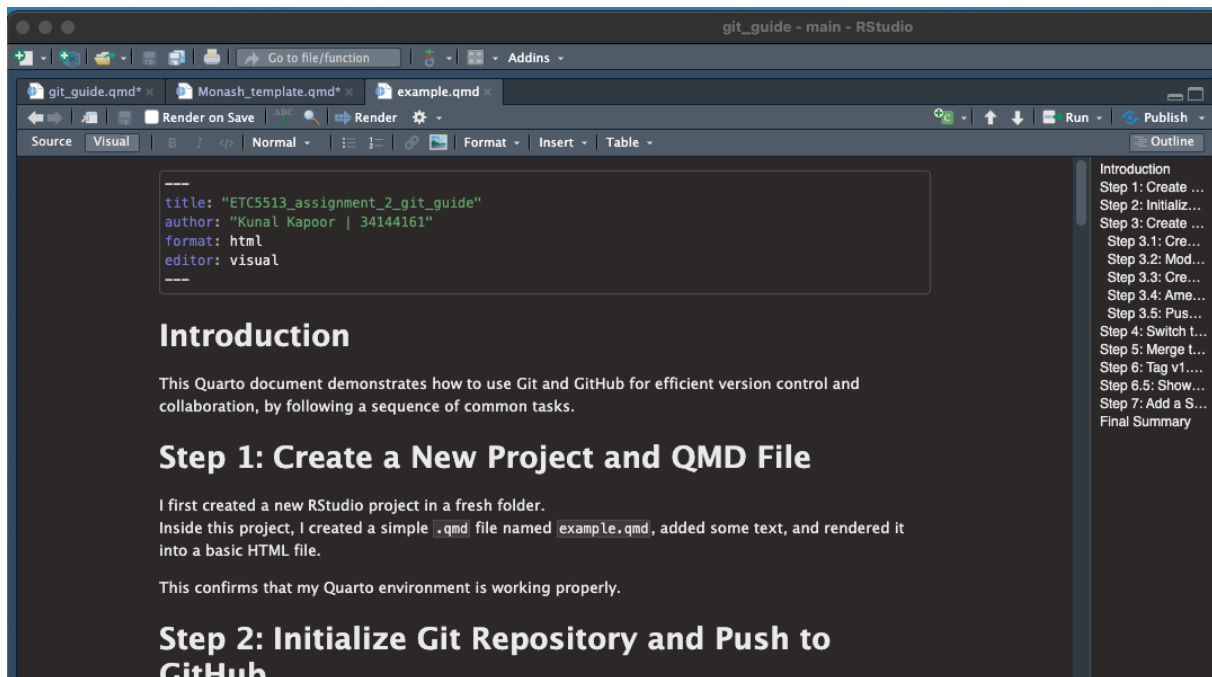 git_guide - main - RStudio
Go to file/function
Addins
git_guide.qmd*
Monash_template.qmd*
example.qmd
Render on Save
ABC
Render
Run
Publish
Source
Visual
B
I
</>
Normal
Format
Insert
Table
Outline
---
title: "ETC5513_assignment_2_git_guide"
author: "Kunal Kapoor | 34144161"
format: html
editor: visual
---
Introduction
This Quarto document demonstrates how to use Git and GitHub for efficient version control and
collaboration, by following a sequence of common tasks.
Step 1: Create a New Project and QMD File
I first created a new RStudio project in a fresh folder.
Inside this project, I created a simple .qmd file named example.qmd, added some text, and rendered it
into a basic HTML file.
This confirms that my Quarto environment is working properly.
Step 2: Initialize Git Repository and Push to
GitHub
Introduction
Step 1: Create ...
Step 2: Initializ...
Step 3: Create ...
Step 3.1: Cre...
Step 3.2: Mod...
Step 3.3: Cre...
Step 3.4: Ame...
Step 3.5: Pus...
Step 4: Switch t...
Step 5: Merge t...
Step 6: Tag v1....
Step 6.5: Show...
Step 7: Add a S...
Final Summary